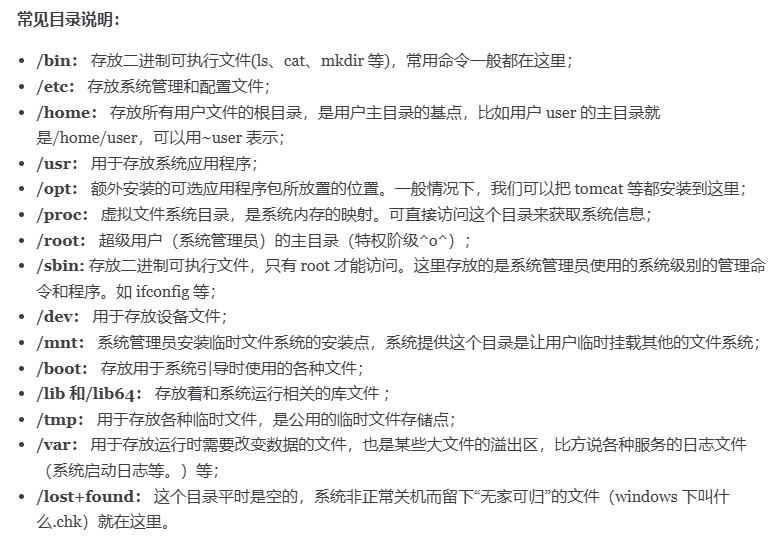 常见目录说明：
• /bin： 存放二进制可执行文件(ls、cat、mkdir 等)，常用命令一般都在这里；
• /etc： 存放系统管理和配置文件；
• /home： 存放所有用户文件的根目录，是用户主目录的基点，比如用户 user 的主目录就
是/home/user，可以用~user 表示；
• /usr： 用于存放系统应用程序；
• /opt： 额外安装的可选应用程序包所放置的位置。一般情况下，我们可以把 tomcat 等都安装到这里；
• /proc： 虚拟文件系统目录，是系统内存的映射。可直接访问这个目录来获取系统信息；
• /root： 超级用户（系统管理员）的主目录（特权阶级^o^）；
• /sbin: 存放二进制可执行文件，只有 root 才能访问。这里存放的是系统管理员使用的系统级别的管理命
令和程序。如 ifconfig 等；
• /dev： 用于存放设备文件；
• /mnt： 系统管理员安装临时文件系统的安装点，系统提供这个目录是让用户临时挂载其他的文件系统；
• /boot： 存放用于系统引导时使用的各种文件；
• /lib 和/lib64： 存放着和系统运行相关的库文件 ；
• /tmp： 用于存放各种临时文件，是公用的临时文件存储点；
• /var： 用于存放运行时需要改变数据的文件，也是某些大文件的溢出区，比方说各种服务的日志文件
（系统启动日志等。）等；
• /lost+found： 这个目录平时是空的，系统非正常关机而留下“无家可归”的文件（windows 下叫什
么.chk）就在这里。